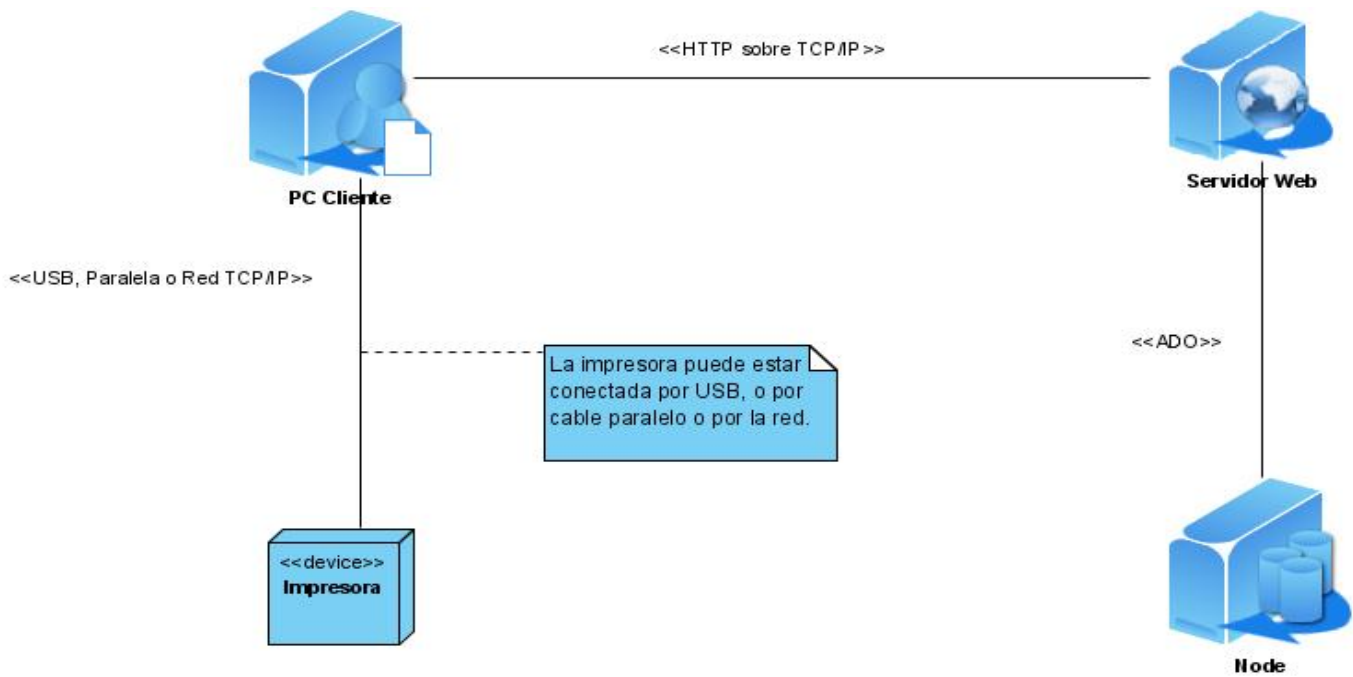 <<HTTP sobre TCP/IP>>
PC Cliente
Servidor Web
<<USB, Paralela o Red TCP/IP>>
<<ADO>>
La impresora puede estar
conectada por USB, o por
cable paralelo o por la red.
<<device>>
Impresora
Node